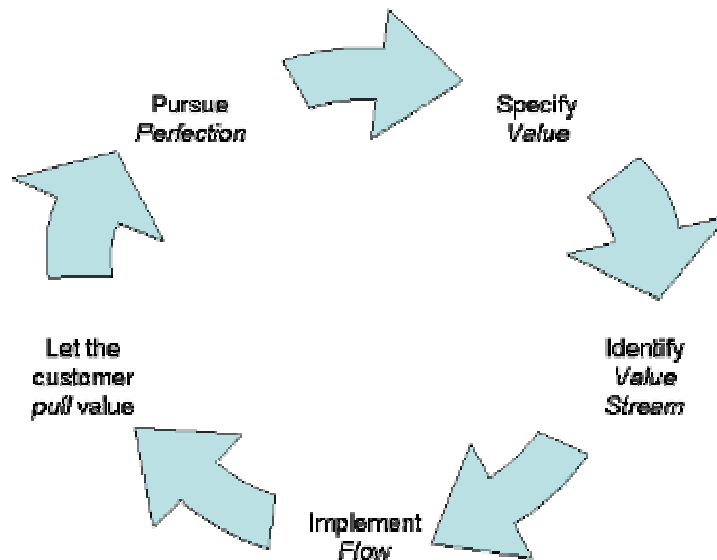 Pursue
Perfection
Specify
Value
Identify
Value
Stream
Implement
Flow
Let the
customer
pull value